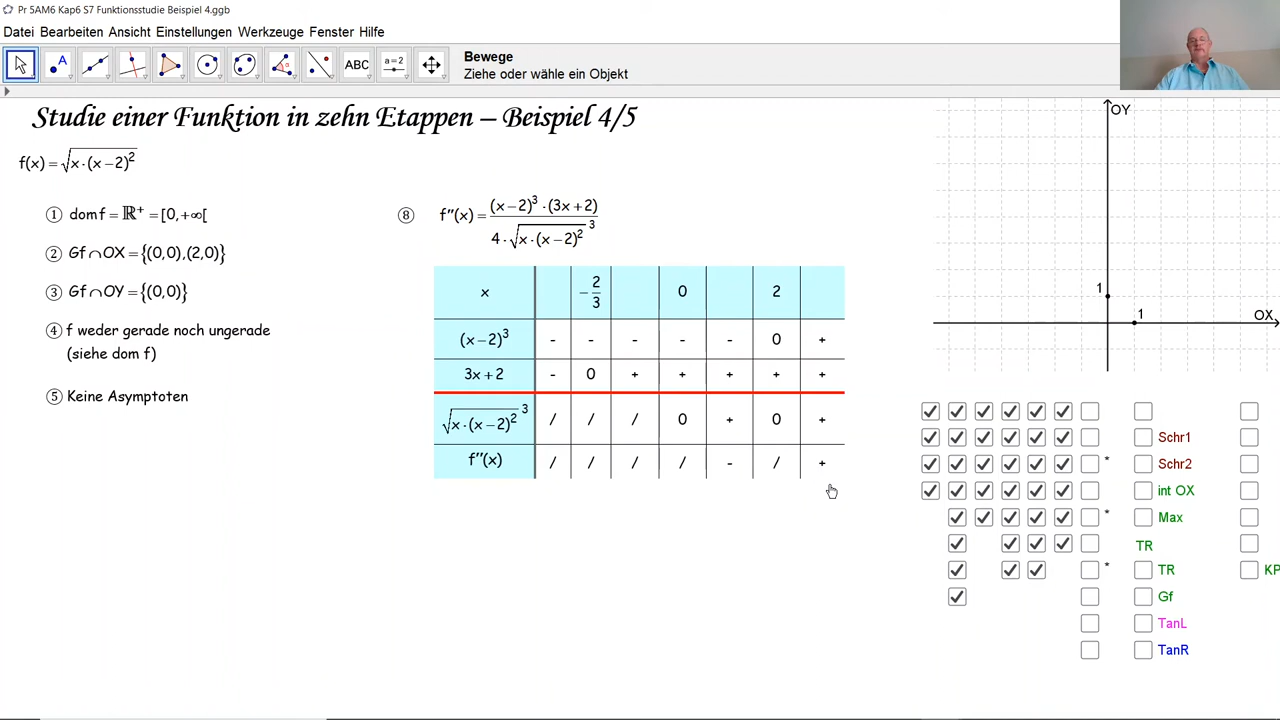 Pr 5AM6 Kap6 S7 Funktionsstudie Beispiel 4.ggb
Datei Bearbeiten Ansicht Einstellungen Werkzeuge Fenster Hilfe
A ABC a=2
Bewege
Ziehe oder wähle ein Objekt
Studie einer Funktion in zehn Etappen – Beispiel 4/5
f(x) = √(x·(x−2)²)
① dom f = ℝ⁺ = [0,+∞[
② Gf ∩ OX = {(0,0),(2,0)}
③ Gf ∩ OY = {(0,0)}
④ f weder gerade noch ungerade
(siehe dom f)
⑤ Keine Asymptoten
⑧ f″(x) = ((x−2)³·(3x+2))/(4·√(x·(x−2)²)³)
x −2/3 0 2
(x−2)³ - - - - - 0 +
3x+2 - 0 + + + + +
√(x·(x−2)²)³ / / / 0 + 0 +
f″(x) / / / / - / +
OY
1
1
OX
Schr1
* Schr2
int OX
* Max
TR
* TR KP
Gf
TanL
TanR